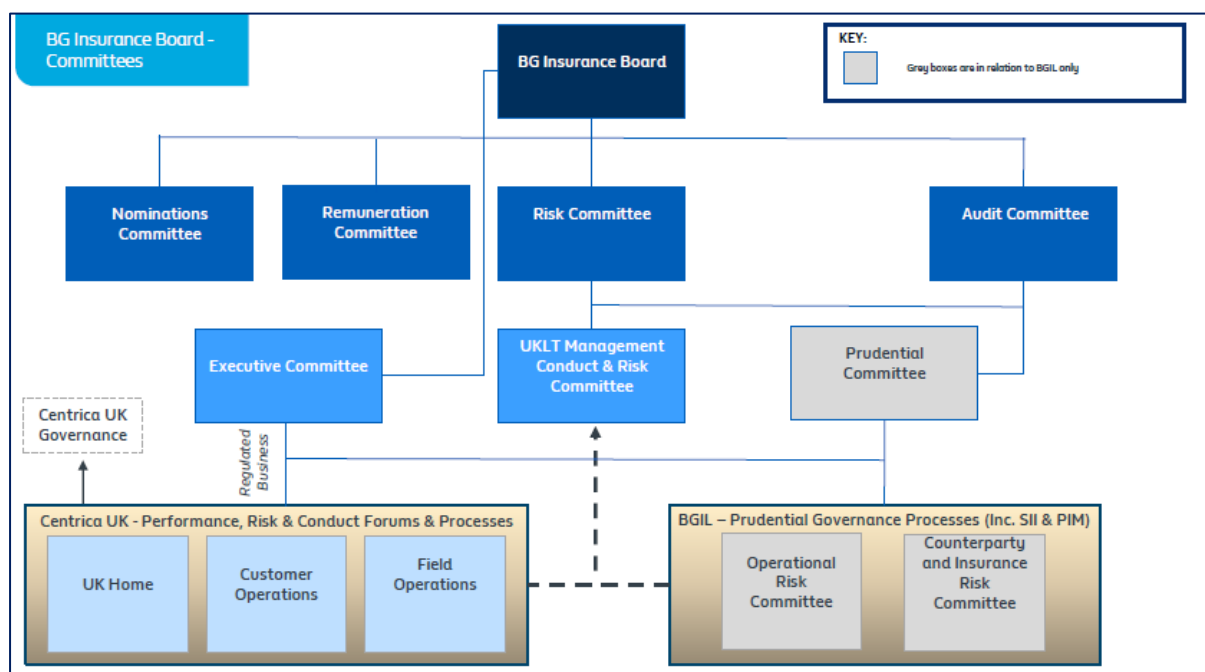 BG Insurance Board -
Committees
BG Insurance Board
KEY:
Grey boxes are in relation to BGIL only
Nominations
Committee
Remuneration
Committee
Risk Committee
Audit Committee
Executive Committee
UKLT Management
Conduct & Risk
Committee
Prudential
Committee
Centrica UK
Governance
Regulated
Business
Centrica UK - Performance, Risk & Conduct Forums & Processes
UK Home
Customer
Operations
Field
Operations
BGIL – Prudential Governance Processes (Inc. SII & PIM)
Operational
Risk
Committee
Counterparty
and Insurance
Risk
Committee